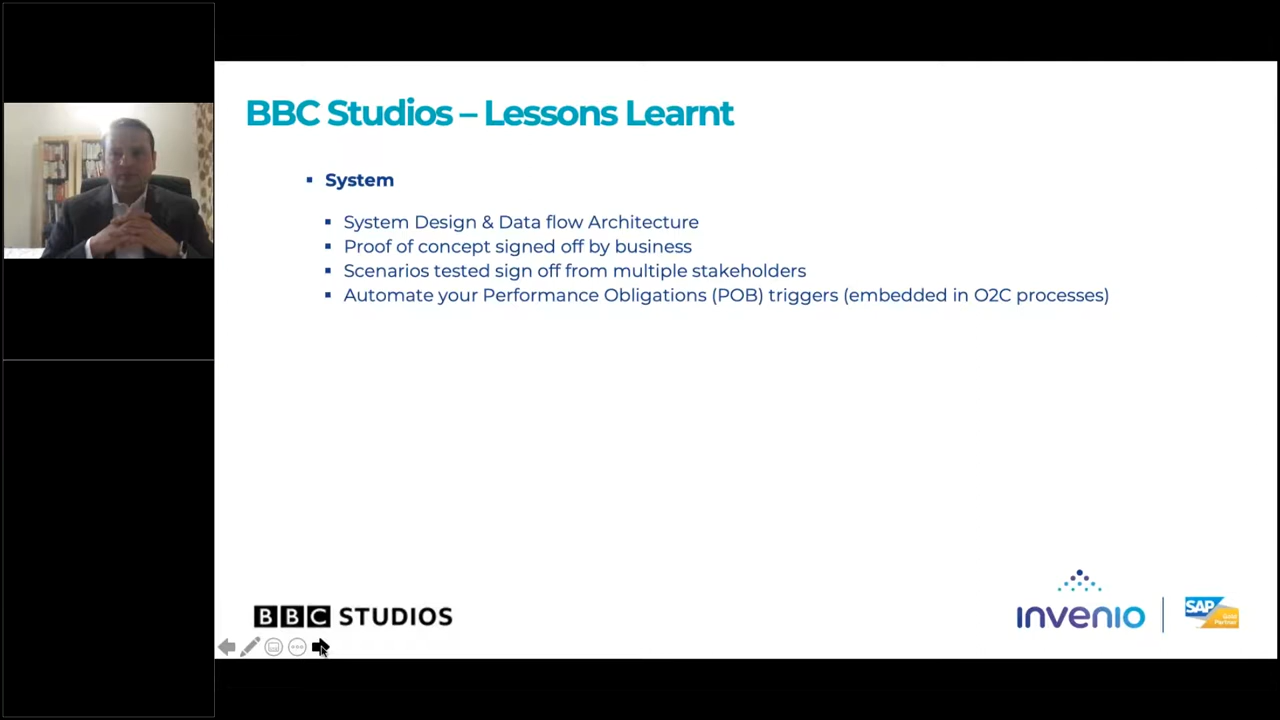 BBC Studios – Lessons Learnt
▪ System
▪ System Design & Data flow Architecture
▪ Proof of concept signed off by business
▪ Scenarios tested sign off from multiple stakeholders
▪ Automate your Performance Obligations (POB) triggers (embedded in O2C processes)
BBC STUDIOS
invenio
SAP
Gold
Partner